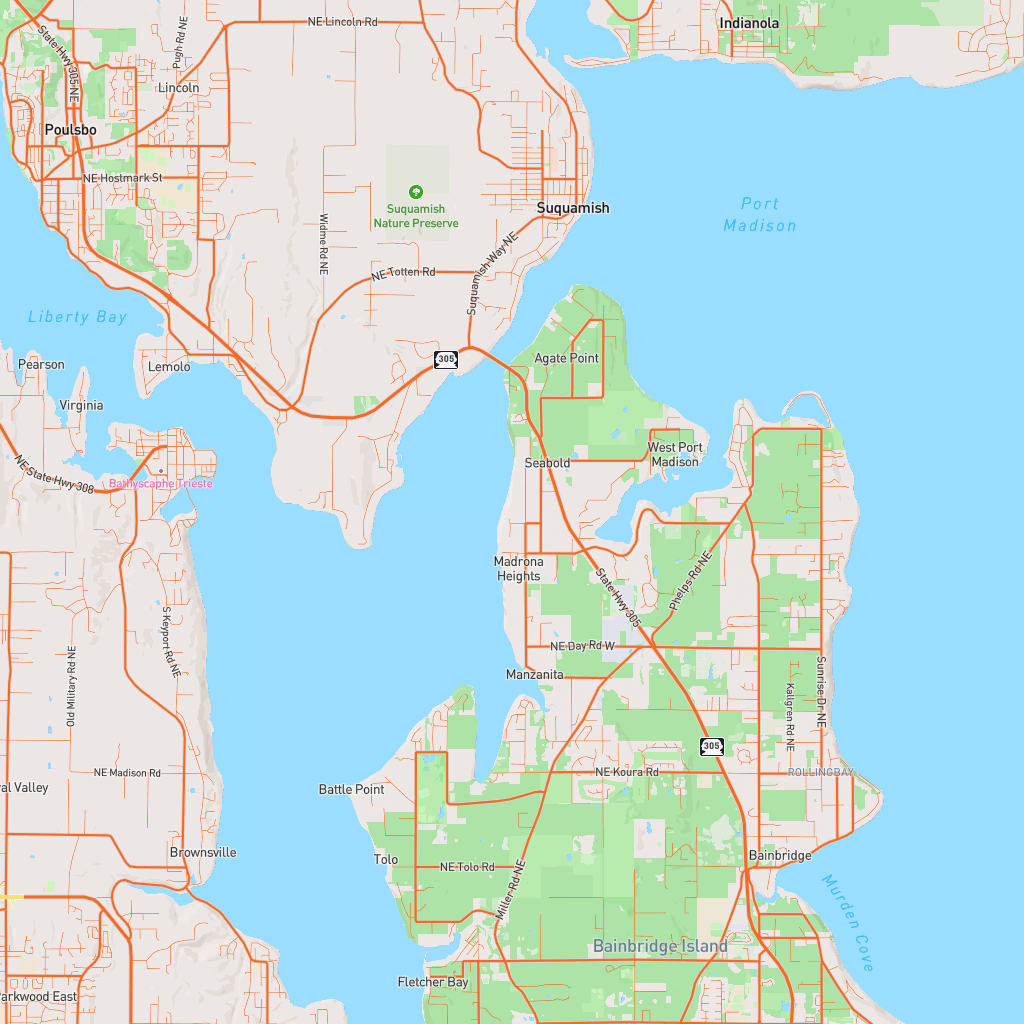 Indianola
NE Lincoln Rd
Pugh Rd NE
State Hwy 305 NE
Lincoln
Poulsbo
NE Hostmark St
Suquamish
Nature Preserve
Suquamish
Port
Madison
Widme Rd NE
NE Totten Rd
Suquamish Way NE
Liberty Bay
305
Agate Point
Pearson
Lemolo
Virginia
West Port
Madison
Seabold
NE State Hwy 308
Bathyscaphe Trieste
Madrona
Heights
State Hwy 305
Phelps Rd NE
S Keyport Rd NE
Old Military Rd NE
NE Day Rd W
Manzanita
Sunrise Dr NE
Kallgren Rd NE
305
NE Madison Rd
NE Koura Rd
ROLLINGBAY
Valley
Battle Point
Brownsville
Tolo
NE Tolo Rd
Bainbridge
Miller Rd NE
Murden Cove
Bainbridge Island
Fletcher Bay
Parkwood East